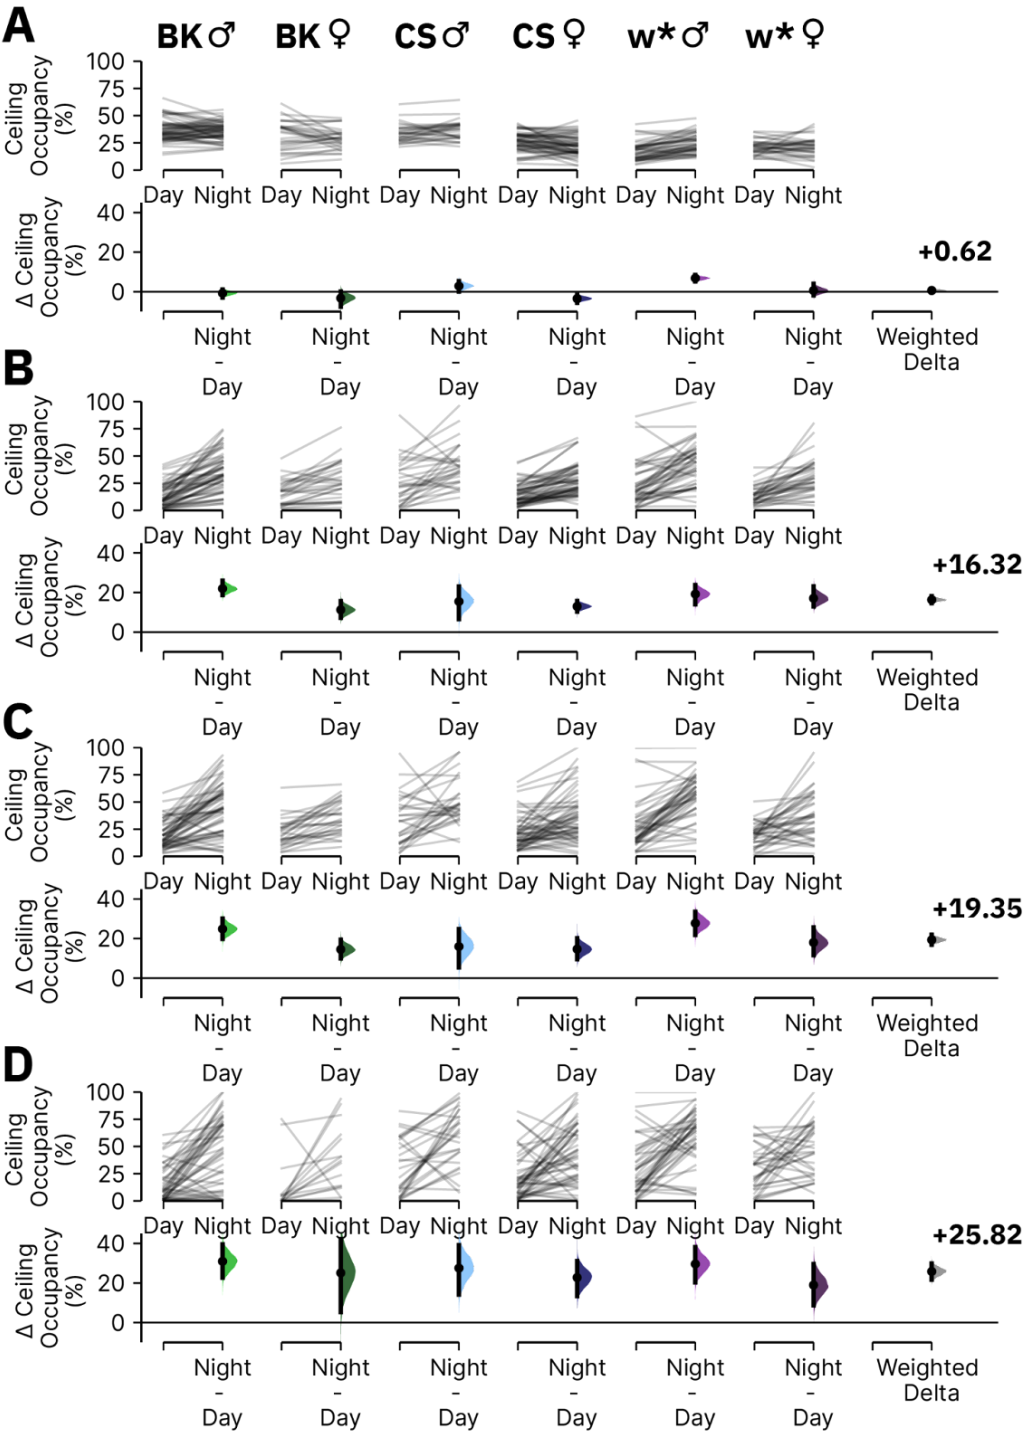 A
BK♂ BK♀ CS♂ CS♀ w*♂ w*♀
Ceiling
Occupancy
(%)
100
75
50
25
0
Day Night Day Night Day Night Day Night Day Night Day Night
Δ Ceiling
Occupancy
(%)
40
20
0
+0.62
Night Night Night Night Night Night Weighted
- - - - - - Delta
Day Day Day Day Day Day
B
Ceiling
Occupancy
(%)
100
75
50
25
0
Day Night Day Night Day Night Day Night Day Night Day Night
Δ Ceiling
Occupancy
(%)
40
20
0
+16.32
Night Night Night Night Night Night Weighted
- - - - - - Delta
Day Day Day Day Day Day
C
Ceiling
Occupancy
(%)
100
75
50
25
0
Day Night Day Night Day Night Day Night Day Night Day Night
Δ Ceiling
Occupancy
(%)
40
20
0
+19.35
Night Night Night Night Night Night Weighted
- - - - - - Delta
Day Day Day Day Day Day
D
Ceiling
Occupancy
(%)
100
75
50
25
0
Day Night Day Night Day Night Day Night Day Night Day Night
Δ Ceiling
Occupancy
(%)
40
20
0
+25.82
Night Night Night Night Night Night Weighted
- - - - - - Delta
Day Day Day Day Day Day